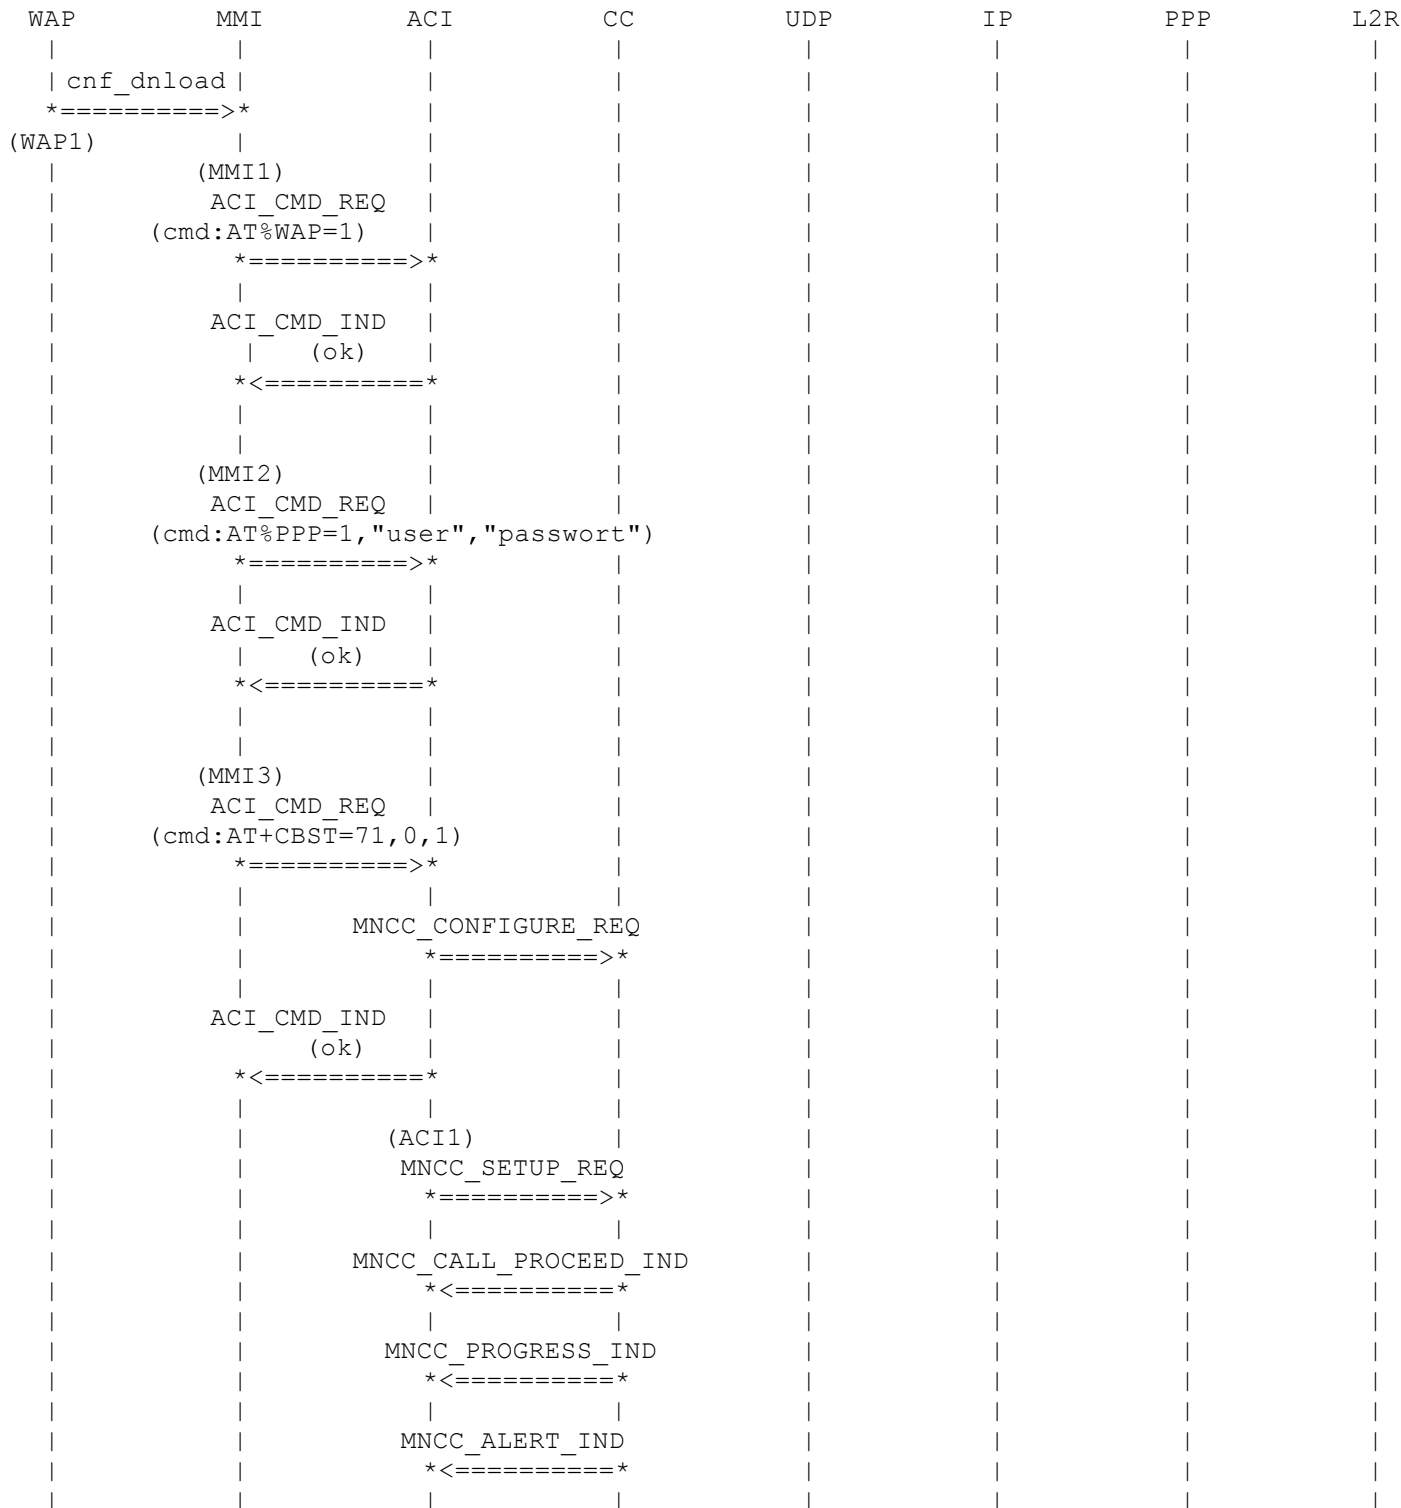 WAP MMI ACI CC UDP IP PPP L2R
| | | | | | | |
| cnf_dnload | | | | | | |
*==========>* | | | | | |
(WAP1) | | | | | | |
| (MMI1) | | | | | |
| ACI_CMD_REQ | | | | | |
| (cmd:AT%WAP=1) | | | | | |
| *==========>* | | | | |
| | | | | | | |
| ACI_CMD_IND | | | | | |
| | (ok) | | | | | |
| *<==========* | | | | |
| | | | | | | |
| | | | | | | |
| (MMI2) | | | | | |
| ACI_CMD_REQ | | | | | |
| (cmd:AT%PPP=1,"user","passwort") | | | |
| *==========>* | | | | |
| | | | | | | |
| ACI_CMD_IND | | | | | |
| | (ok) | | | | | |
| *<==========* | | | | |
| | | | | | | |
| | | | | | | |
| (MMI3) | | | | | |
| ACI_CMD_REQ | | | | | |
| (cmd:AT+CBST=71,0,1) | | | | |
| *==========>* | | | | |
| | | | | | | |
| | MNCC_CONFIGURE_REQ | | | |
| | *==========>* | | | |
| | | | | | | |
| ACI_CMD_IND | | | | | |
| (ok) | | | | | |
| *<==========* | | | | |
| | | | | | | |
| | (ACI1) | | | | |
| | MNCC_SETUP_REQ | | | |
| | *==========>* | | | |
| | | | | | | |
| | MNCC_CALL_PROCEED_IND | | | |
| | *<==========* | | | |
| | | | | | | |
| | MNCC_PROGRESS_IND | | | |
| | *<==========* | | | |
| | | | | | | |
| | MNCC_ALERT_IND | | | |
| | *<==========* | | | |
| | | | | | | |